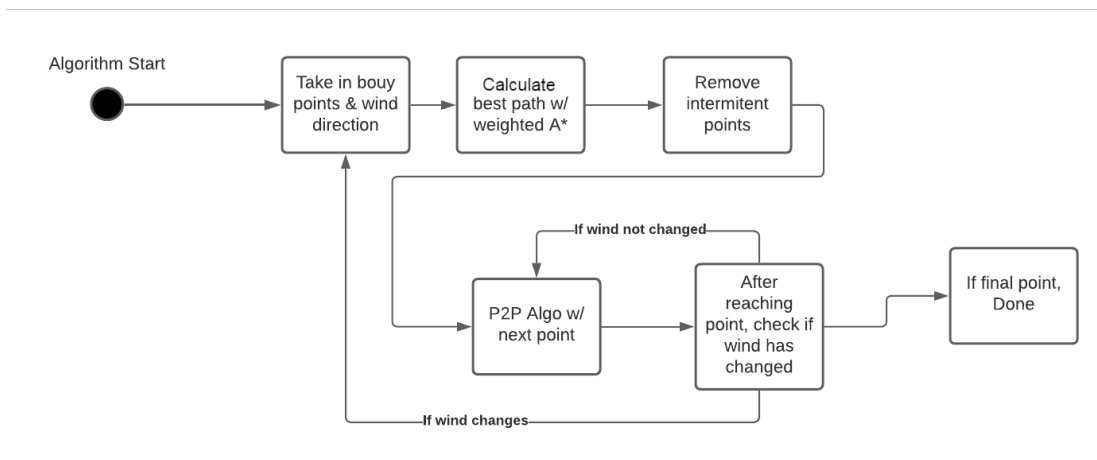 Algorithm Start
Take in bouy
points & wind
direction
Calculate
best path w/
weighted A*
Remove
intermitent
points
If wind not changed
P2P Algo w/
next point
After
reaching
point, check if
wind has
changed
If final point,
Done
If wind changes